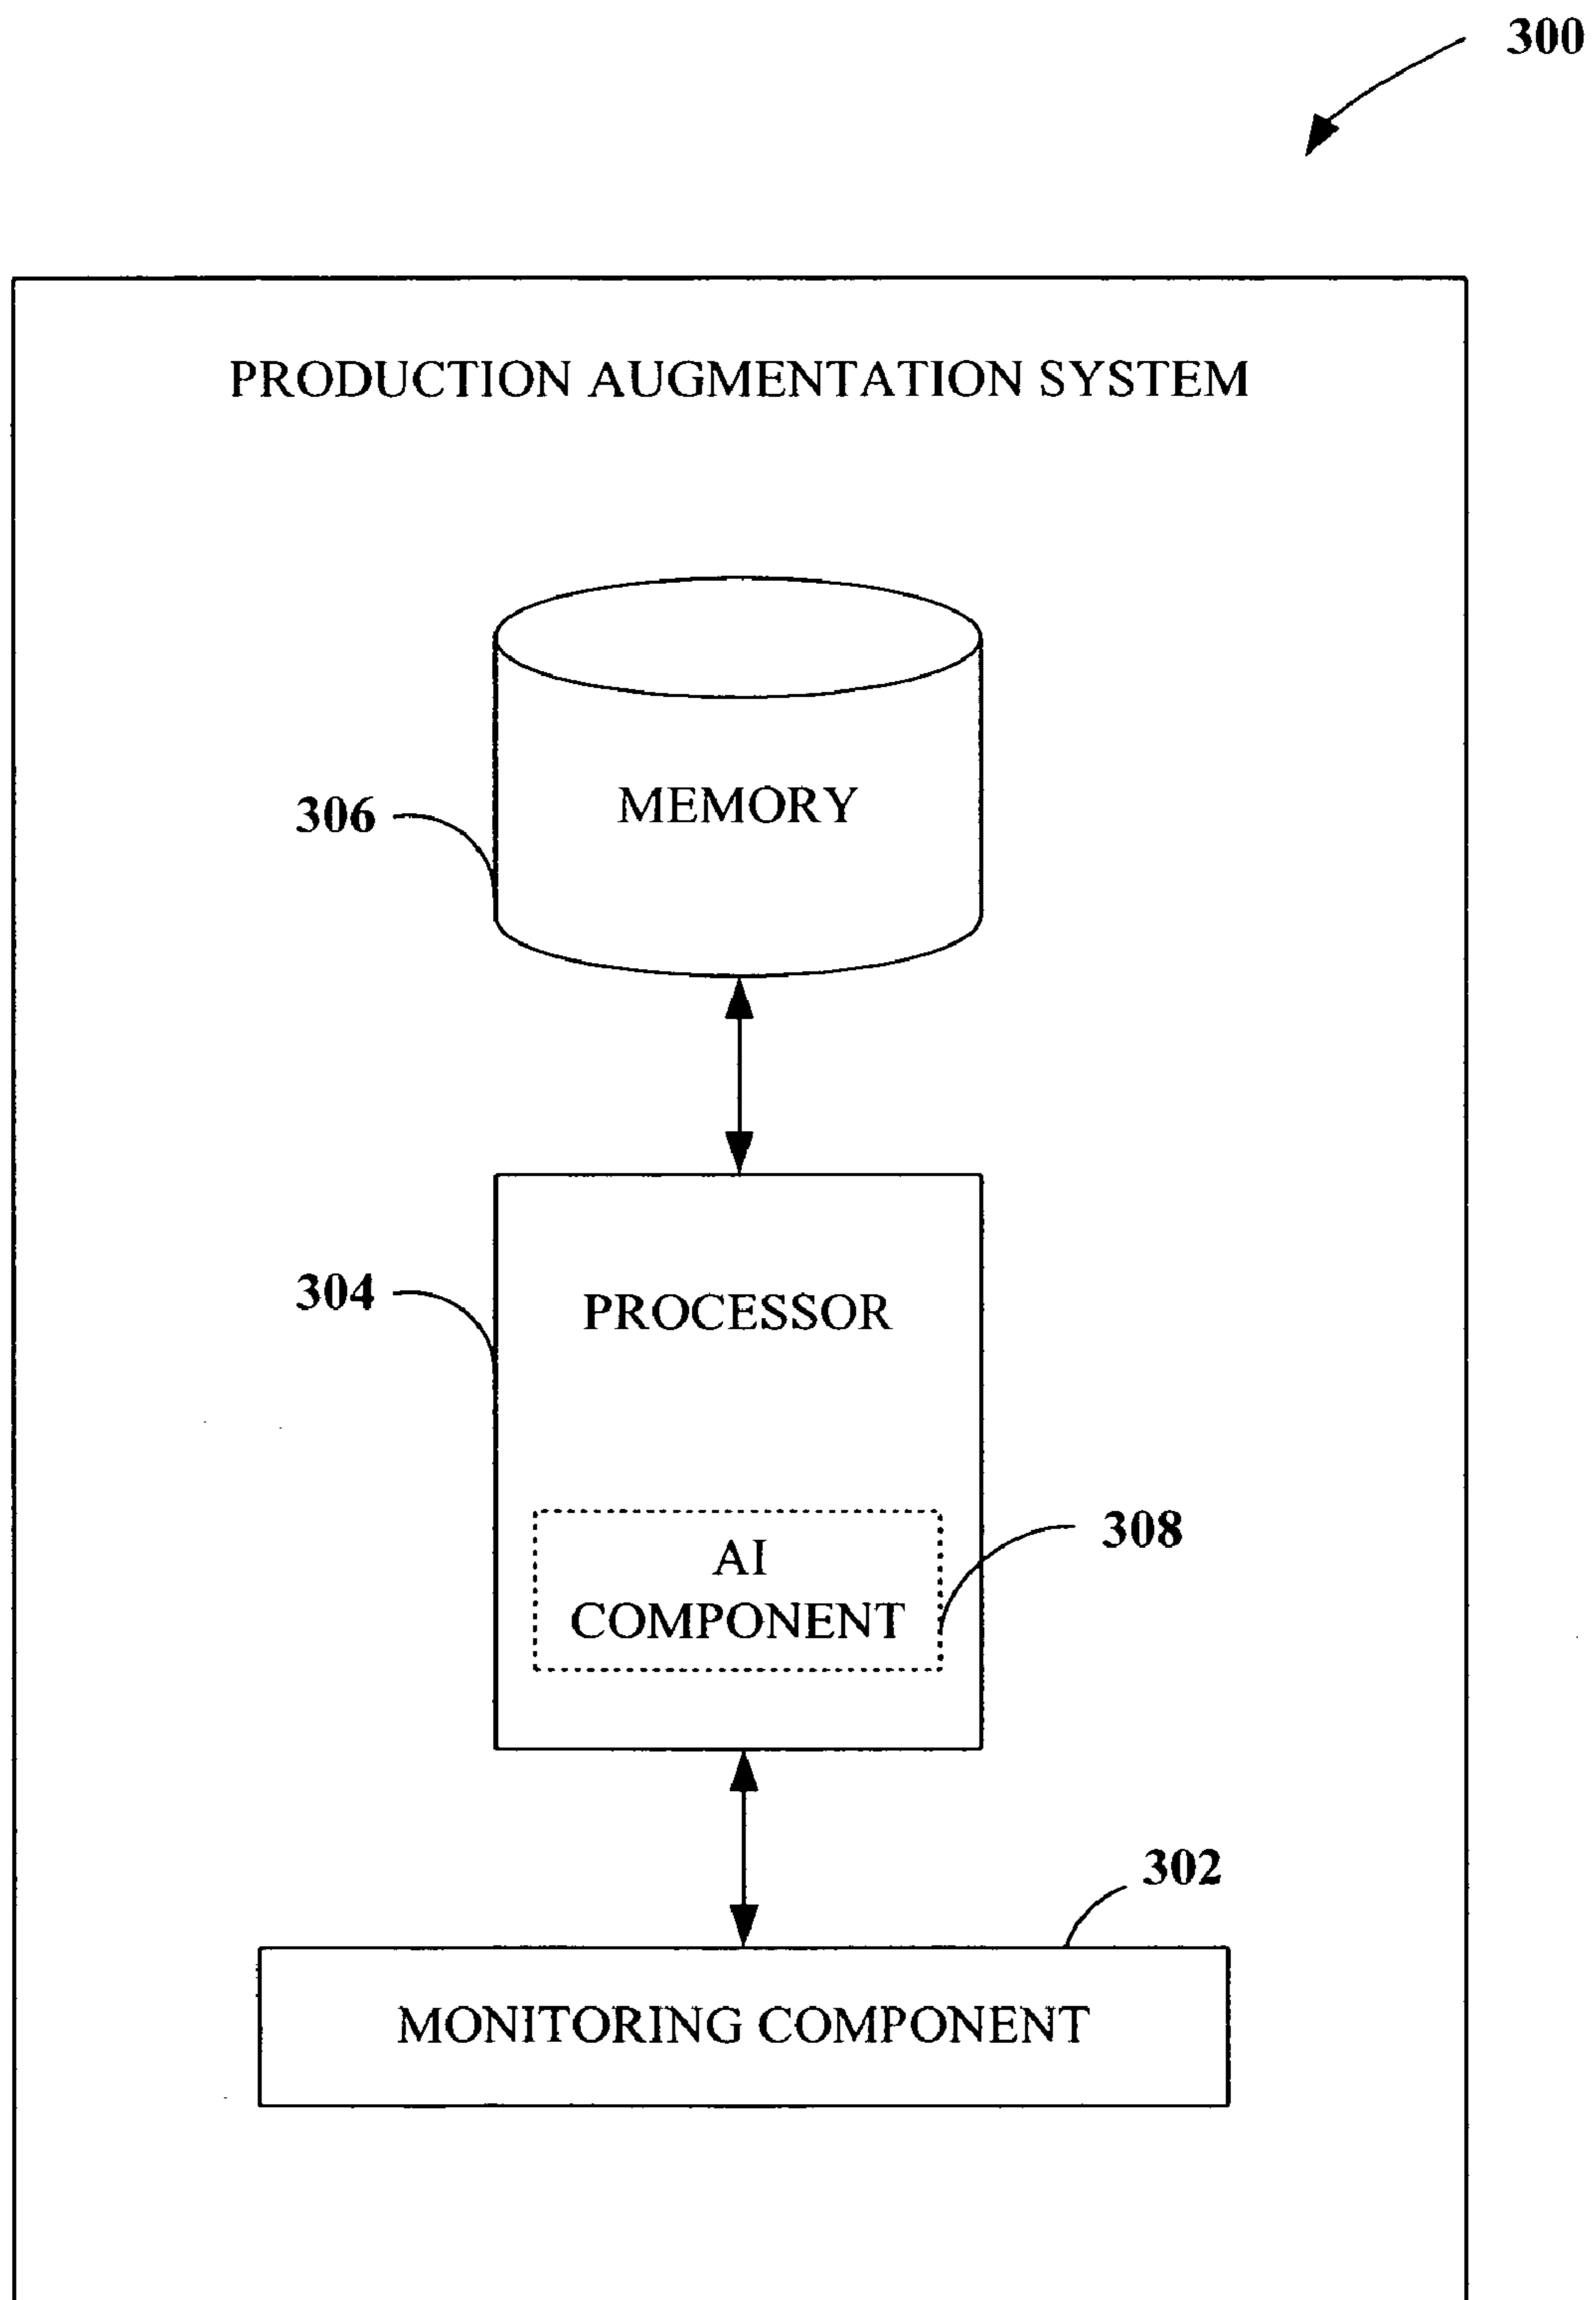 300
PRODUCTION AUGMENTATION SYSTEM
MEMORY
306
304
PROCESSOR
308
AI
COMPONENT
302
MONITORING COMPONENT